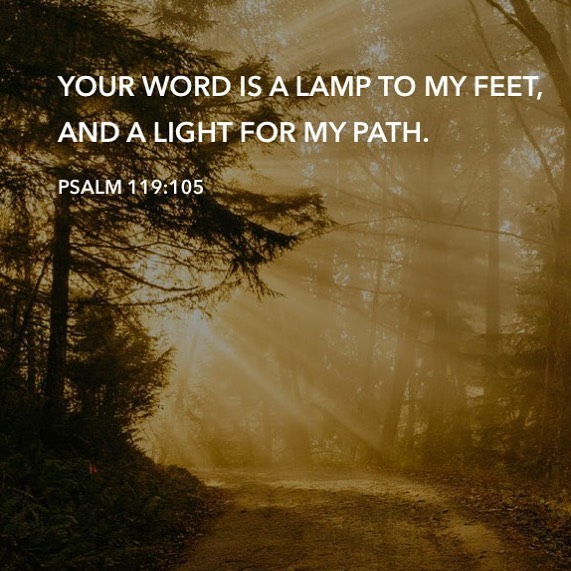 YOUR WORD IS A LAMP TO MY FEET,
AND A LIGHT FOR MY PATH.
PSALM 119:105